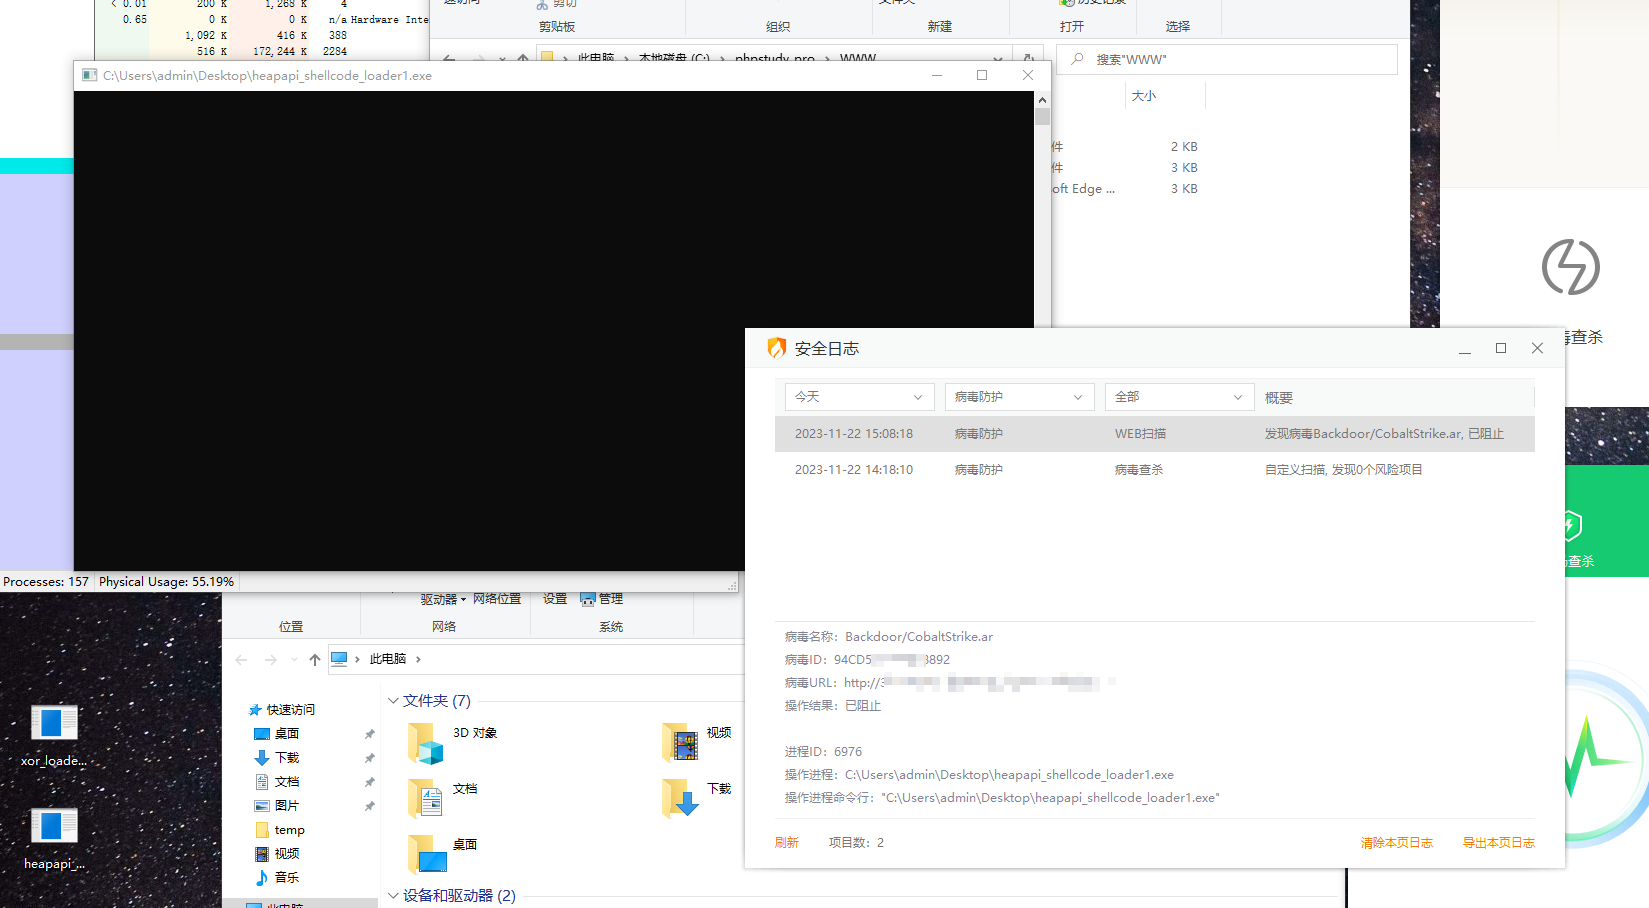 < 0.01 200 K 1,268 K 4
0.65 0 K 0 K n/a Hardware Inte
1,092 K 416 K 388
516 K 172,244 K 2284
剪切
历史记录
剪贴板
组织
新建
打开
选择
此电脑 本地磁盘 (C:) phpstudy_pro WWW
搜索"WWW"
C:\Users\admin\Desktop\heapapi_shellcode_loader1.exe
大小
件 2 KB
件 3 KB
oft Edge ... 3 KB
查杀
安全日志
今天 病毒防护 全部 概要
2023-11-22 15:08:18 病毒防护 WEB扫描 发现病毒Backdoor/CobaltStrike.ar, 已阻止
2023-11-22 14:18:10 病毒防护 病毒查杀 自定义扫描, 发现0个风险项目
查杀
Processes: 157 Physical Usage: 55.19%
驱动器 网络位置 设置 管理
位置 网络 系统
病毒名称：Backdoor/CobaltStrike.ar
病毒ID：94CD5 8892
病毒URL：http://
操作结果：已阻止
进程ID：6976
操作进程：C:\Users\admin\Desktop\heapapi_shellcode_loader1.exe
操作进程命令行："C:\Users\admin\Desktop\heapapi_shellcode_loader1.exe"
刷新 项目数：2 清除本页日志 导出本页日志
此电脑
快速访问
桌面
下载
文档
图片
temp
视频
音乐
此电脑
文件夹 (7)
3D 对象
视频
文档
下载
桌面
设备和驱动器 (2)
xor_loade...
heapapi_...